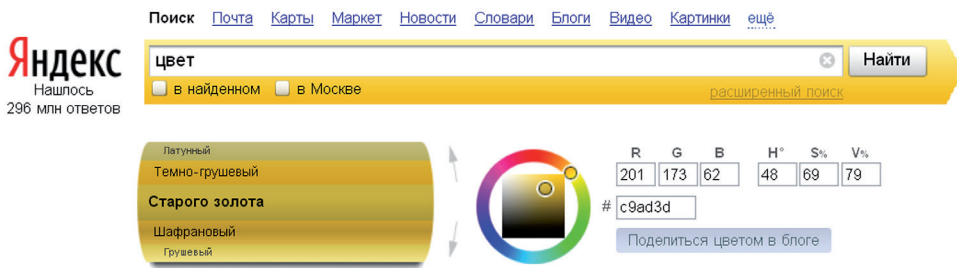 Поиск Почта Карты Маркет Новости Словари Блоги Видео Картинки ещё
Яндекс
цвет
Найти
Нашлось
296 млн ответов
в найденном в Москве
расширенный поиск
Латунный
Темно-грушевый
Старого золота
Шафрановый
Грушевый
R G B H° S% V%
201 173 62 48 69 79
# c9ad3d
Поделиться цветом в блоге